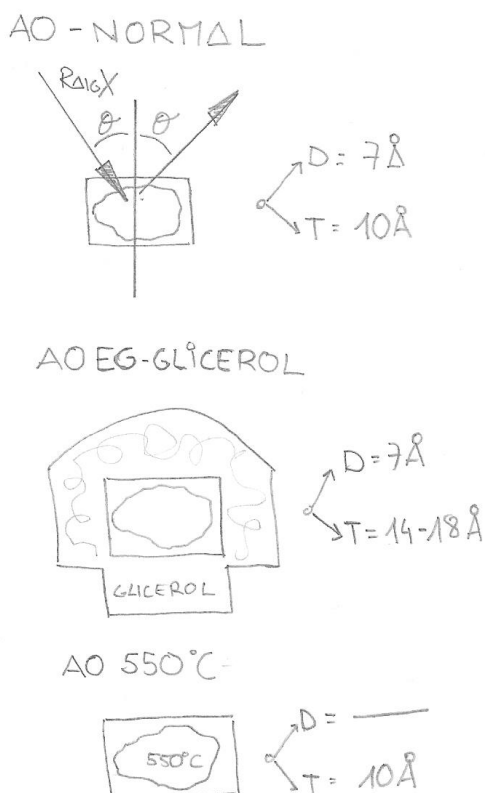 AO - NORMAL
RAIGX
θ θ
D = 7Å
T = 10Å
AO EG-GLICEROL
D = 7Å
T = 14-18Å
GLICEROL
AO 550°C
550°C
D = —
T = 10Å